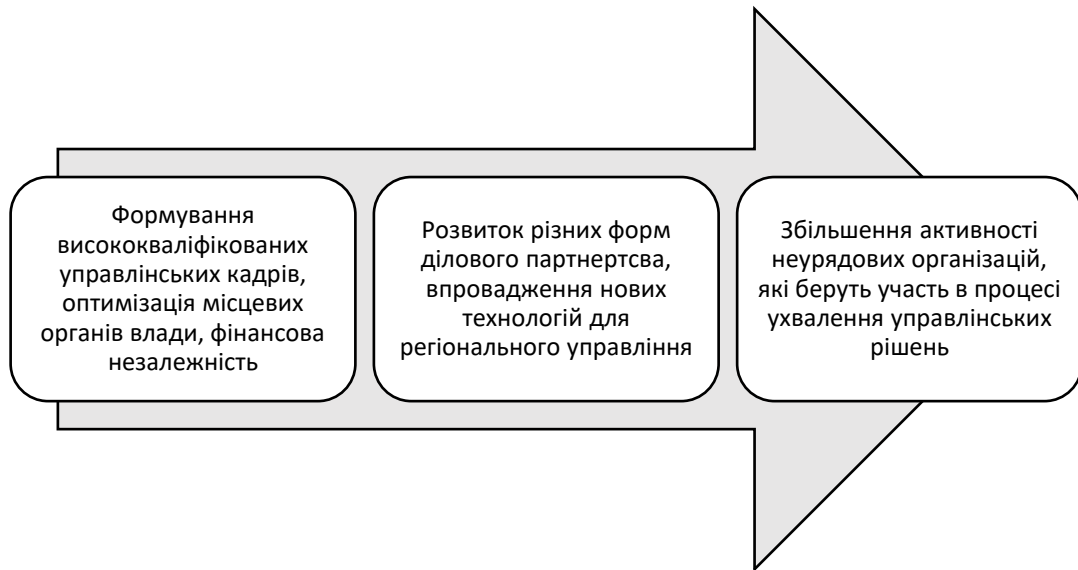 Формування
висококваліфікованих
управлінських кадрів,
оптимізація місцевих
органів влади, фінансова
незалежність
Розвиток різних форм
ділового партнертсва,
впровадження нових
технологій для
регіонального управління
Збільшення активності
неурядових організацій,
які беруть участь в процесі
ухвалення управлінських
рішень